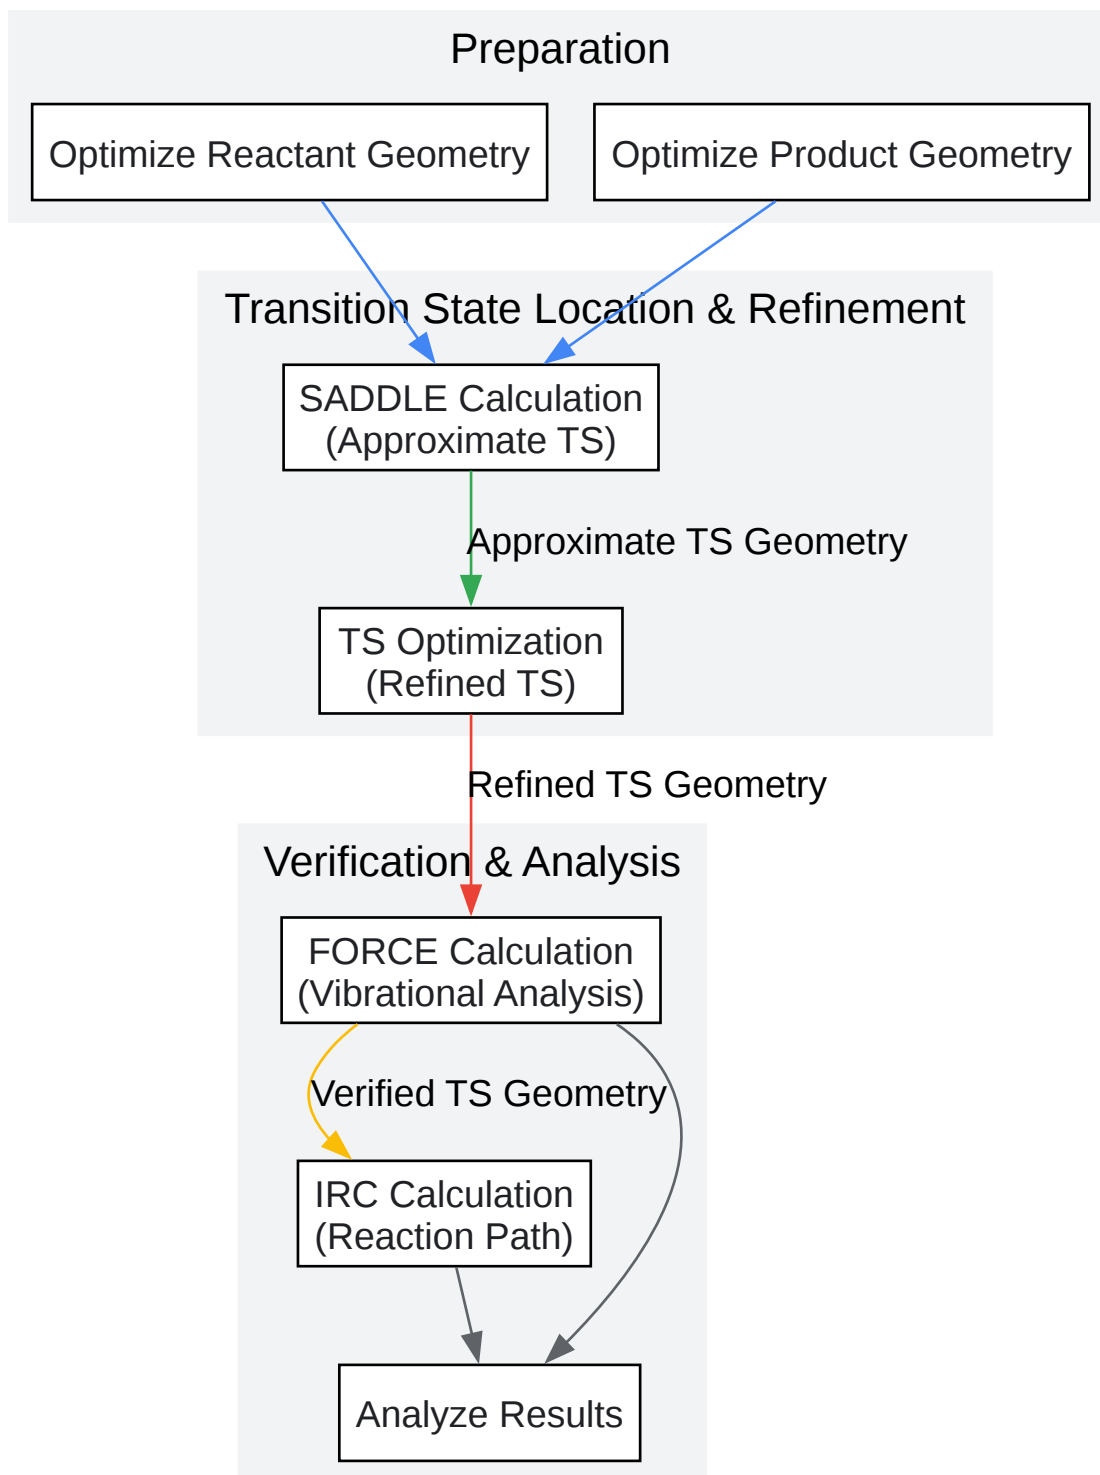 Preparation
Optimize Reactant Geometry
Optimize Product Geometry
Transition State Location & Refinement
SADDLE Calculation
(Approximate TS)
Approximate TS Geometry
TS Optimization
(Refined TS)
Refined TS Geometry
Verification & Analysis
FORCE Calculation
(Vibrational Analysis)
Verified TS Geometry
IRC Calculation
(Reaction Path)
Analyze Results